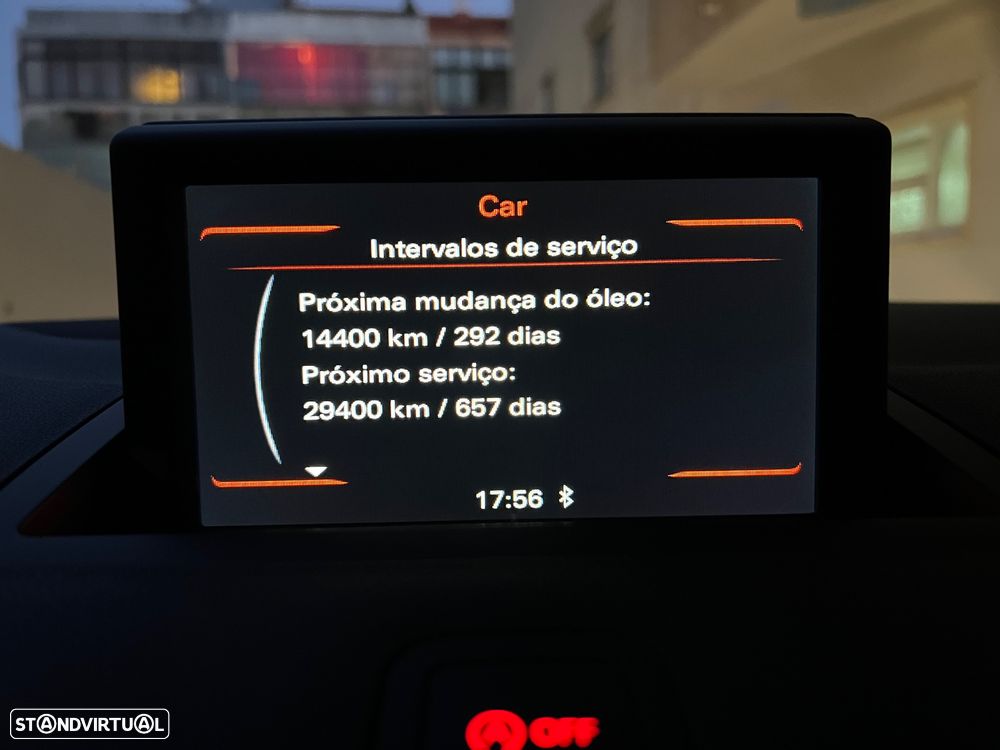 Car
Intervalos de serviço
Próxima mudança do óleo:
14400 km / 292 dias
Próximo serviço:
29400 km / 657 dias
17:56
A OFF
STANDVIRTUAL